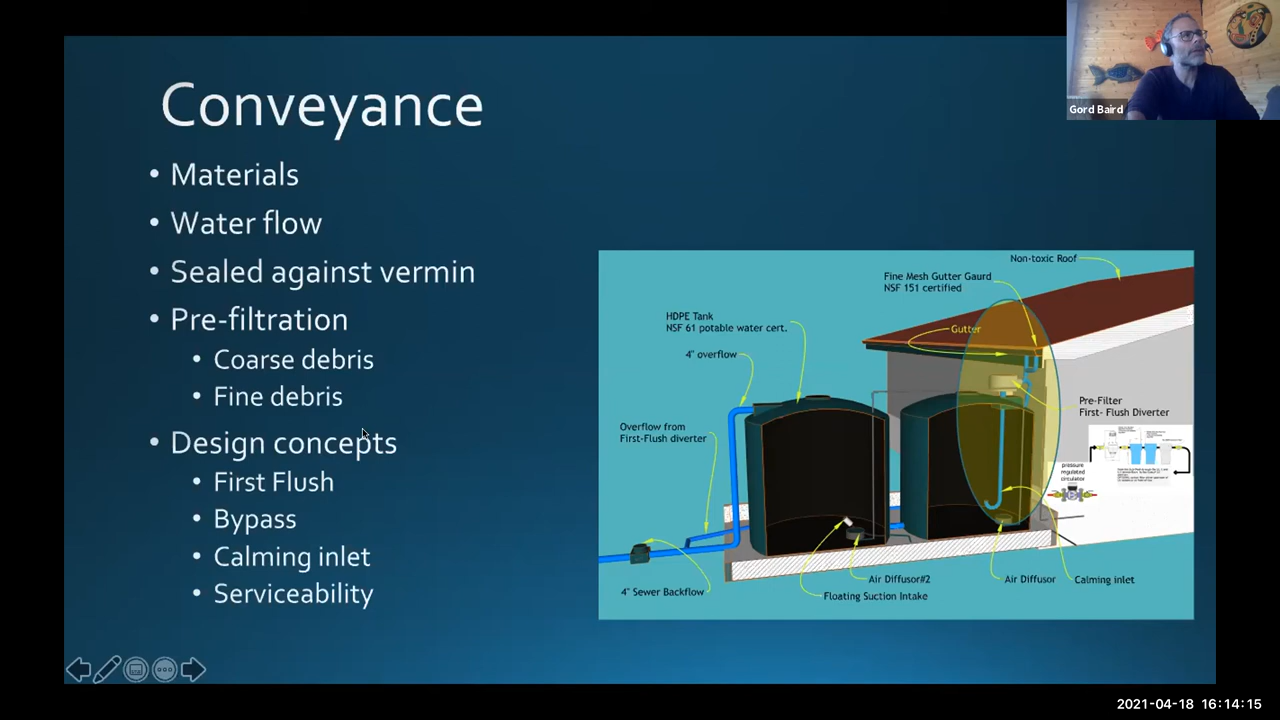 Conveyance
• Materials
• Water flow
• Sealed against vermin
• Pre-filtration
• Coarse debris
• Fine debris
• Design concepts
• First Flush
• Bypass
• Calming inlet
• Serviceability
Non-toxic Roof
Fine Mesh Gutter Gaurd
NSF 151 certified
Gutter
HDPE Tank
NSF 61 potable water cert.
4" overflow
Overflow from
First-Flush diverter
Pre-Filter
First- Flush Diverter
pressure
regulated
circulator
Air Diffusor#2
Air Diffusor
Calming inlet
4" Sewer Backflow
Floating Suction Intake
Gord Baird
2021-04-18 16:14:15